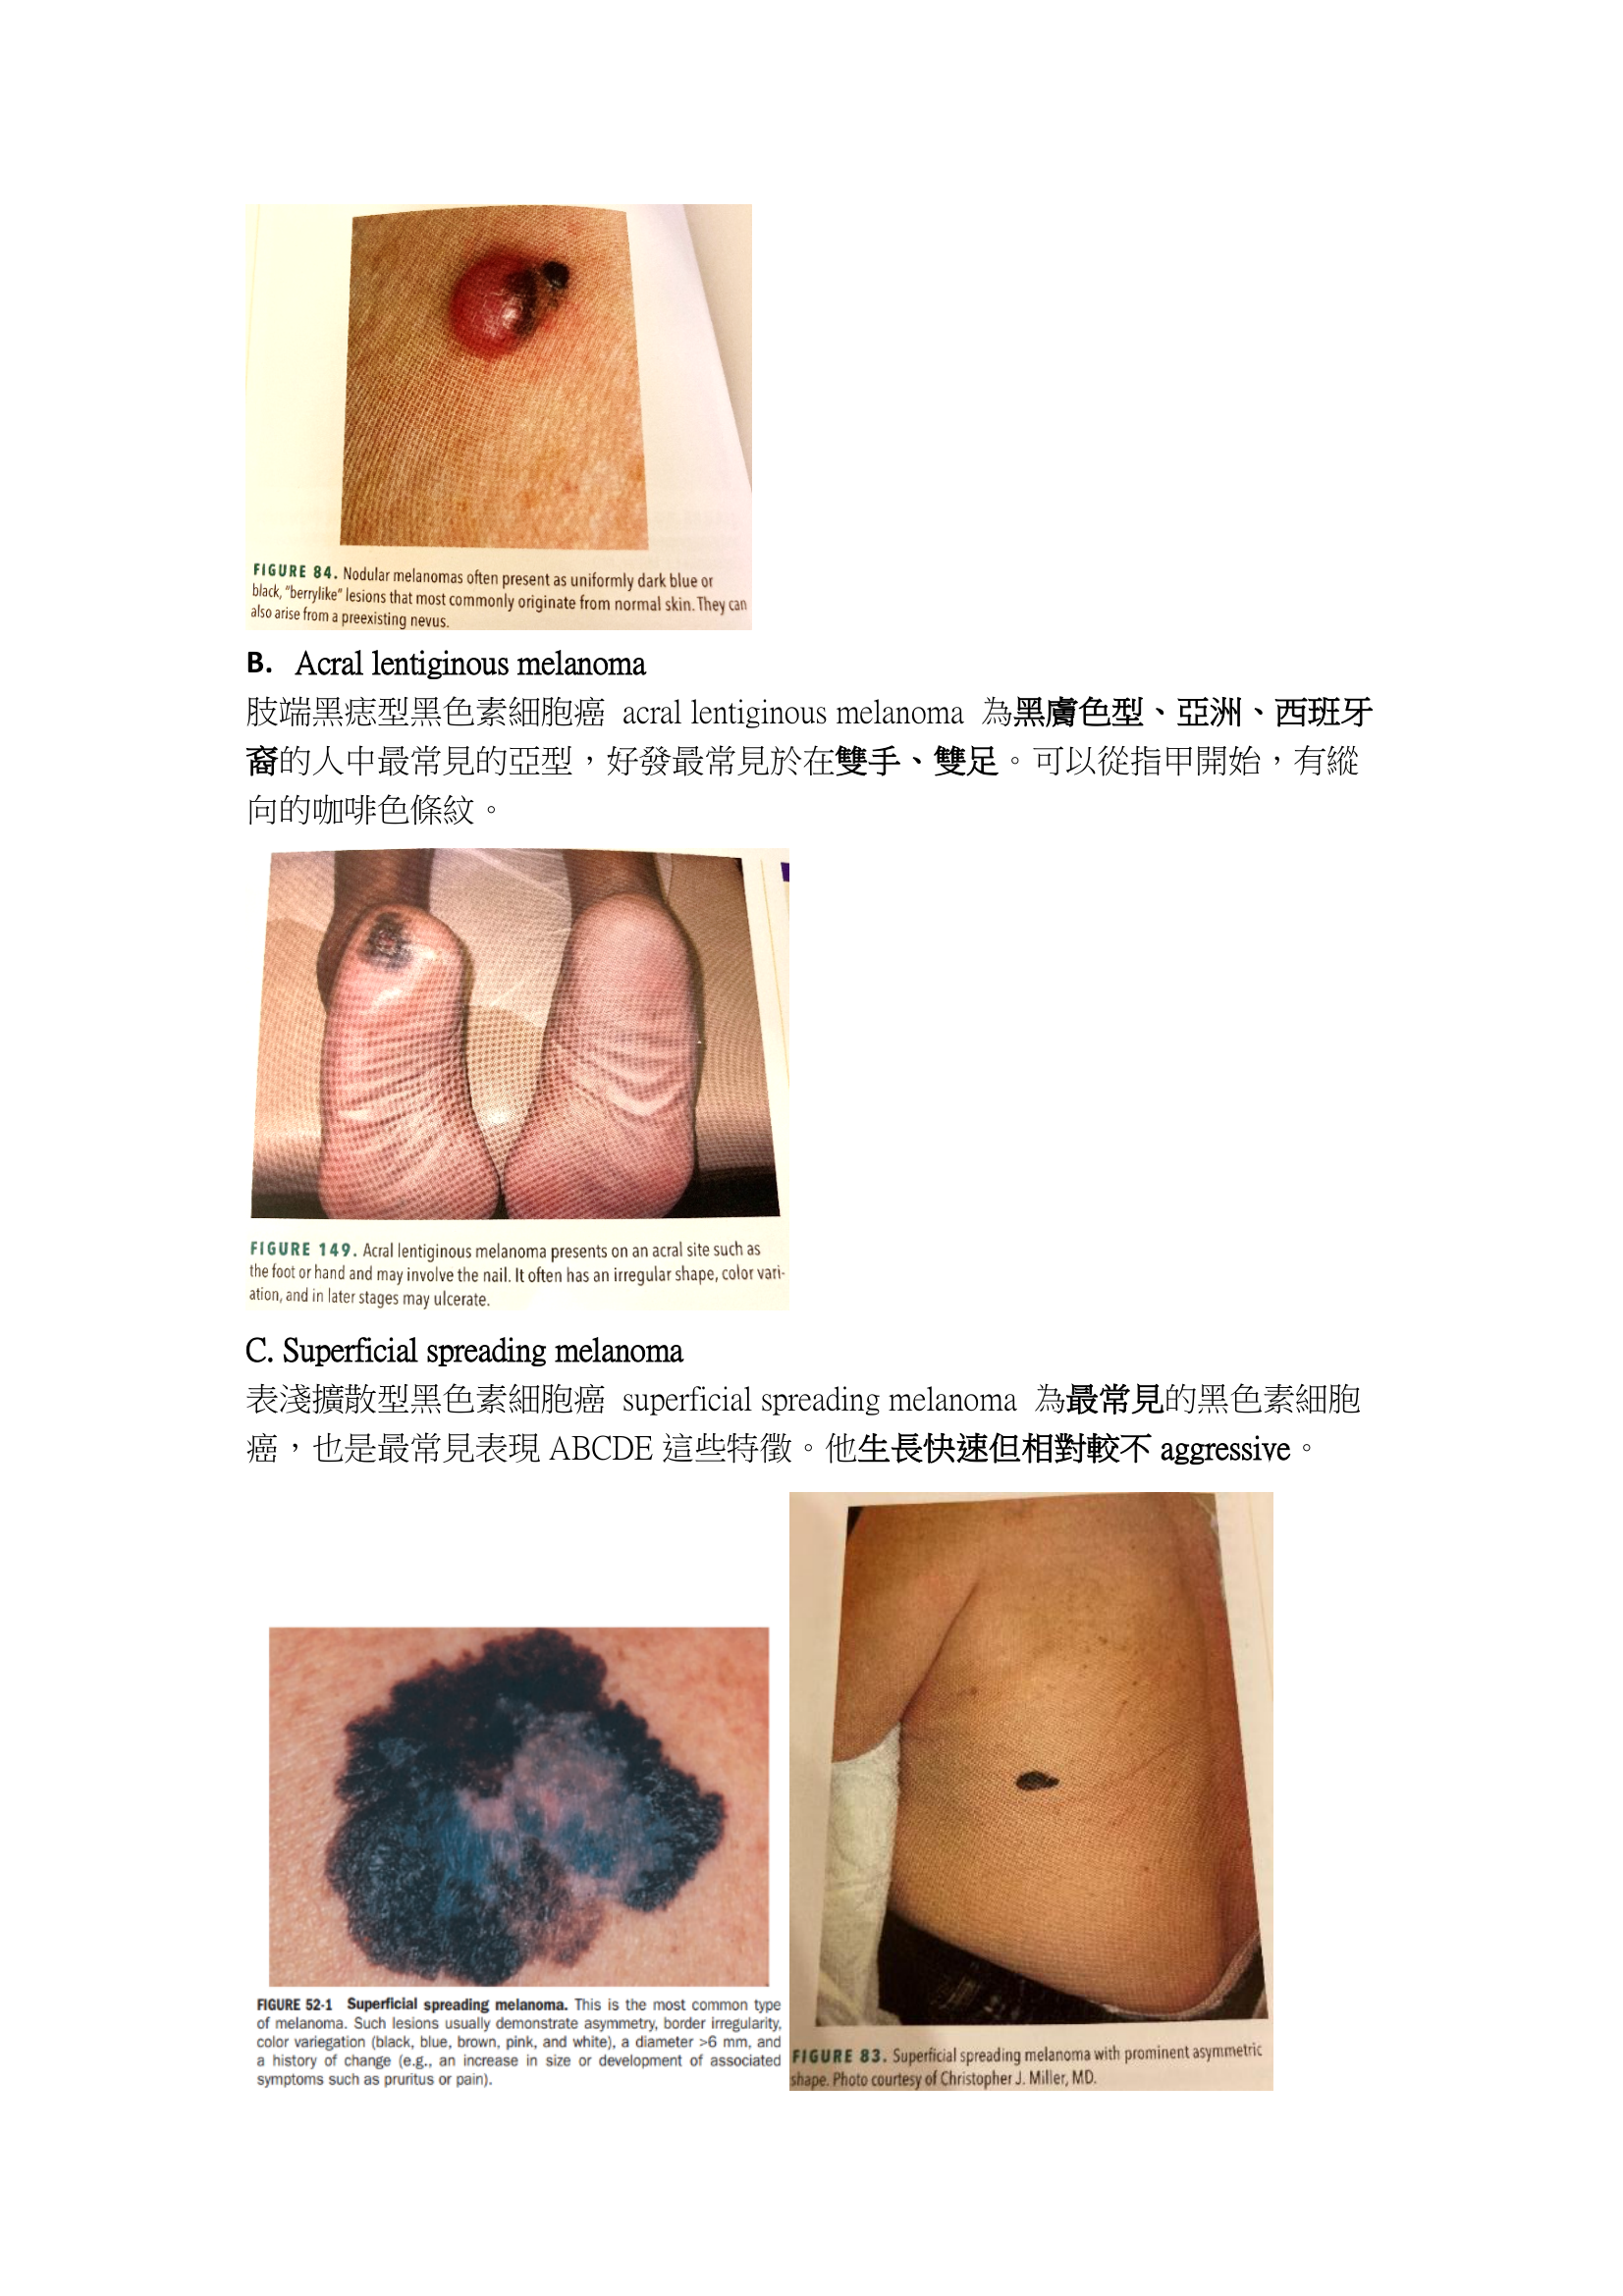 FIGURE 84. Nodular melanomas often present as uniformly dark blue or
black, "berrylike" lesions that most commonly originate from normal skin. They can
also arise from a preexisting nevus.
B. Acral lentiginous melanoma
肢端黑痣型黑色素細胞癌 acral lentiginous melanoma 為黑膚色型、亞洲、西班牙
裔的人中最常見的亞型，好發最常見於在雙手、雙足。可以從指甲開始，有縱
向的咖啡色條紋。
FIGURE 149. Acral lentiginous melanoma presents on an acral site such as
the foot or hand and may involve the nail. It often has an irregular shape, color vari-
ation, and in later stages may ulcerate.
C. Superficial spreading melanoma
表淺擴散型黑色素細胞癌 superficial spreading melanoma 為最常見的黑色素細胞
癌，也是最常見表現 ABCDE 這些特徵。他生長快速但相對較不 aggressive。
FIGURE 52-1 Superficial spreading melanoma. This is the most common type
of melanoma. Such lesions usually demonstrate asymmetry, border irregularity,
color variegation (black, blue, brown, pink, and white), a diameter >6 mm, and
a history of change (e.g., an increase in size or development of associated
symptoms such as pruritus or pain).
FIGURE 83. Superficial spreading melanoma with prominent asymmetric
shape. Photo courtesy of Christopher J. Miller, MD.